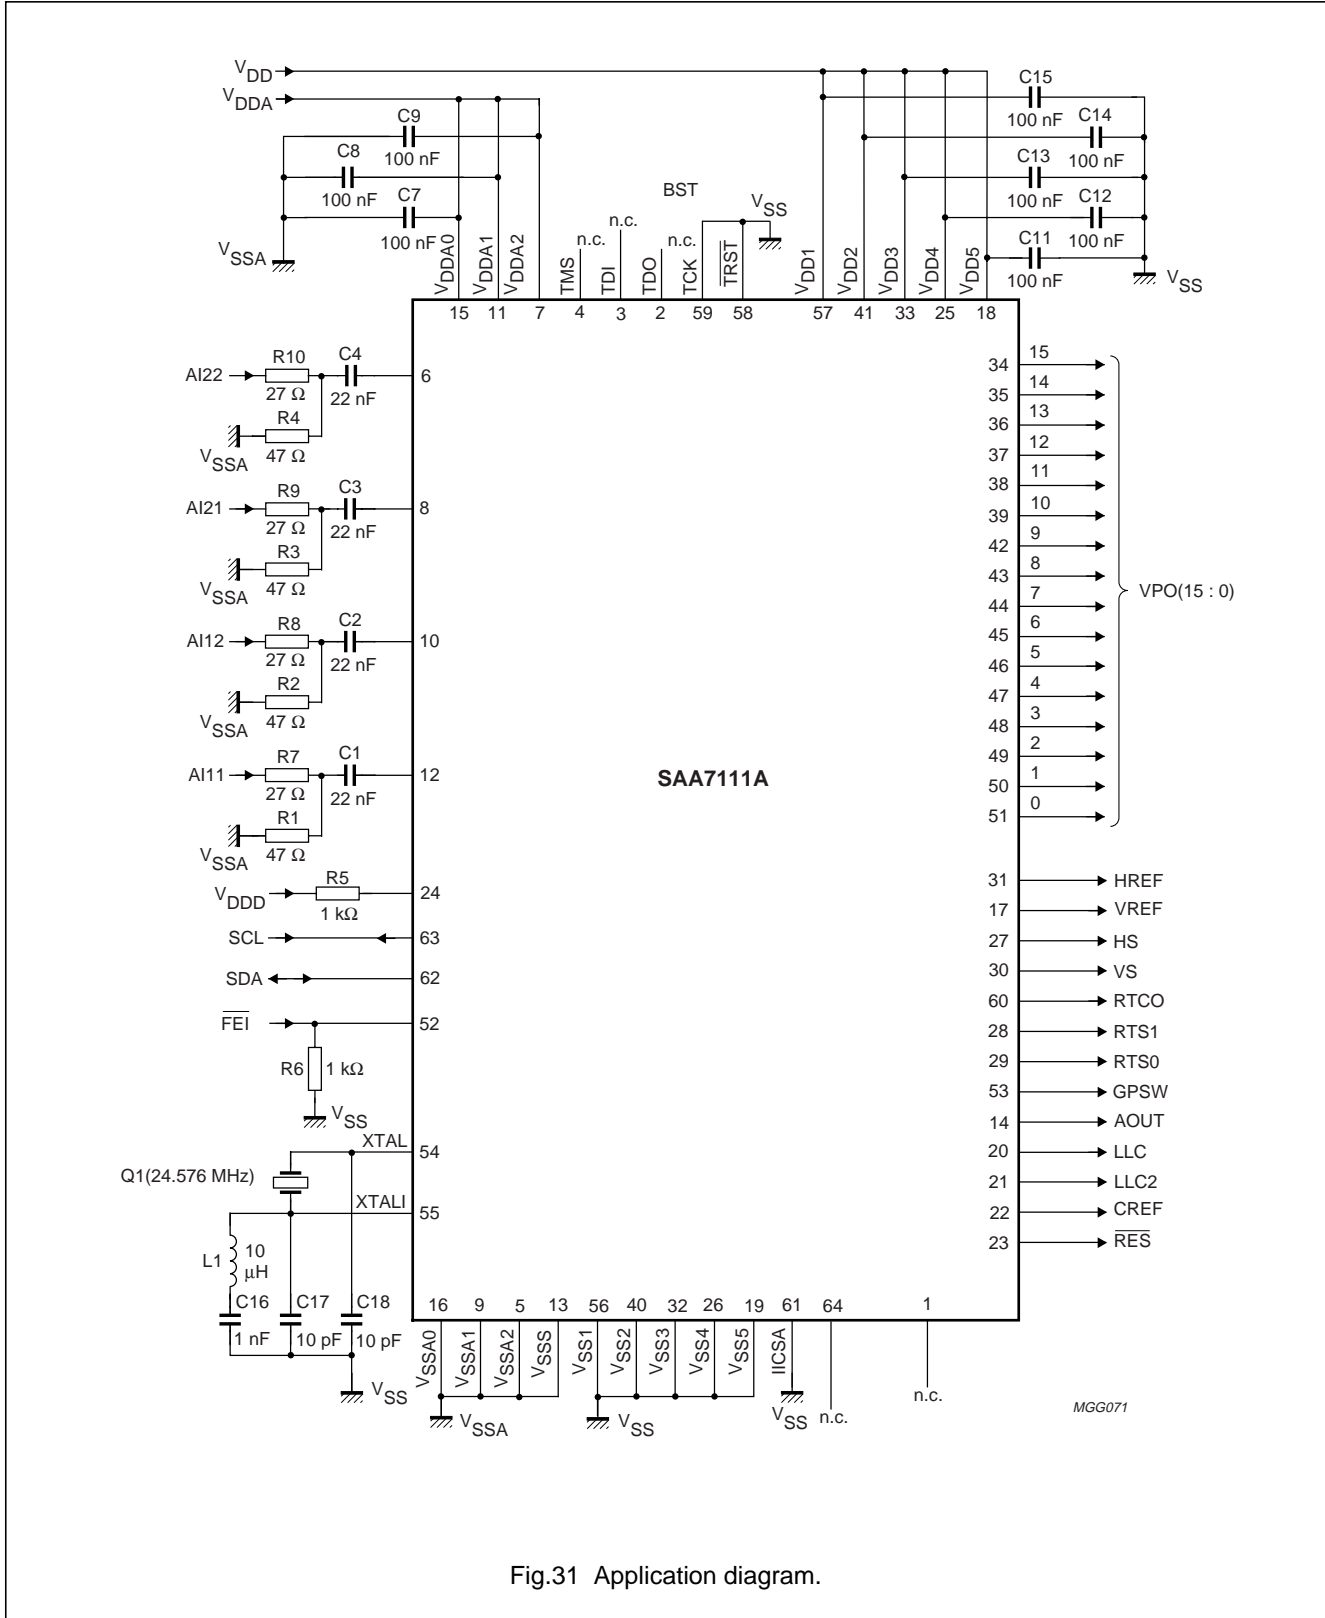 VDD
VDDA
C15
100 nF
C14
100 nF
C13
100 nF
C12
100 nF
C11
100 nF
VSS
C9
100 nF
C8
100 nF
C7
100 nF
VSSA
BST
VSS
n.c.
n.c.
n.c.
VDDA0
VDDA1
VDDA2
TMS
TDI
TDO
TCK
TRST
VDD1
VDD2
VDD3
VDD4
VDD5
15 11 7 4 3 2 59 58 57 41 33 25 18
AI22
R10
27 Ω
C4
22 nF
6
R4
47 Ω
VSSA
AI21
R9
27 Ω
C3
22 nF
8
R3
47 Ω
VSSA
AI12
R8
27 Ω
C2
22 nF
10
R2
47 Ω
VSSA
AI11
R7
27 Ω
C1
22 nF
12
R1
47 Ω
VSSA
VDDD
R5
1 kΩ
24
SCL
63
SDA
62
FEI
52
R6
1 kΩ
VSS
XTAL
54
Q1(24.576 MHz)
XTALI
55
L1
10
μH
C16
1 nF
C17
10 pF
C18
10 pF
VSS
SAA7111A
34 15
35 14
36 13
37 12
38 11
39 10
42 9
43 8
44 7
45 6
46 5
47 4
48 3
49 2
50 1
51 0
VPO(15 : 0)
31 HREF
17 VREF
27 HS
30 VS
60 RTCO
28 RTS1
29 RTS0
53 GPSW
14 AOUT
20 LLC
21 LLC2
22 CREF
23 RES
16 9 5 13 56 40 32 26 19 61 64 1
VSSA0
VSSA1
VSSA2
VSSS
VSS1
VSS2
VSS3
VSS4
VSS5
IICSA
VSSA
VSS
VSS
n.c.
n.c.
MGG071
Fig.31 Application diagram.